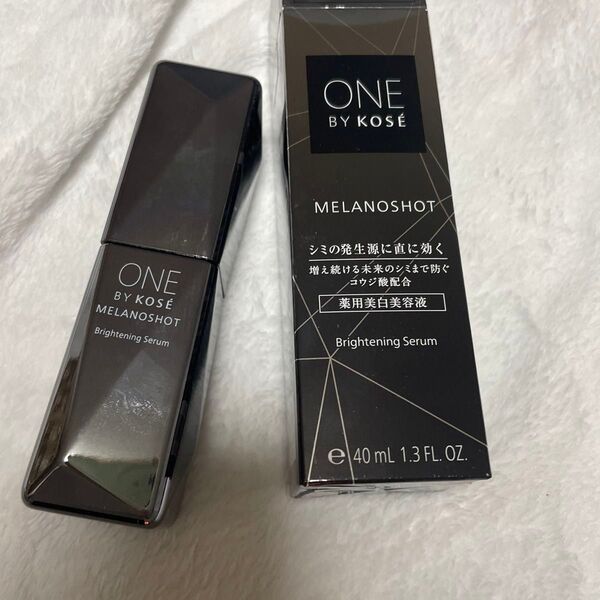 ONE
BY KOSÉ
MELANOSHOT
Brightening Serum
ONE
BY KOSÉ
MELANOSHOT
シミの発生源に直に効く
増え続ける未来のシミまで防ぐ
コウジ酸配合
薬用美白美容液
Brightening Serum
℮ 40 mL 1.3 FL. OZ.